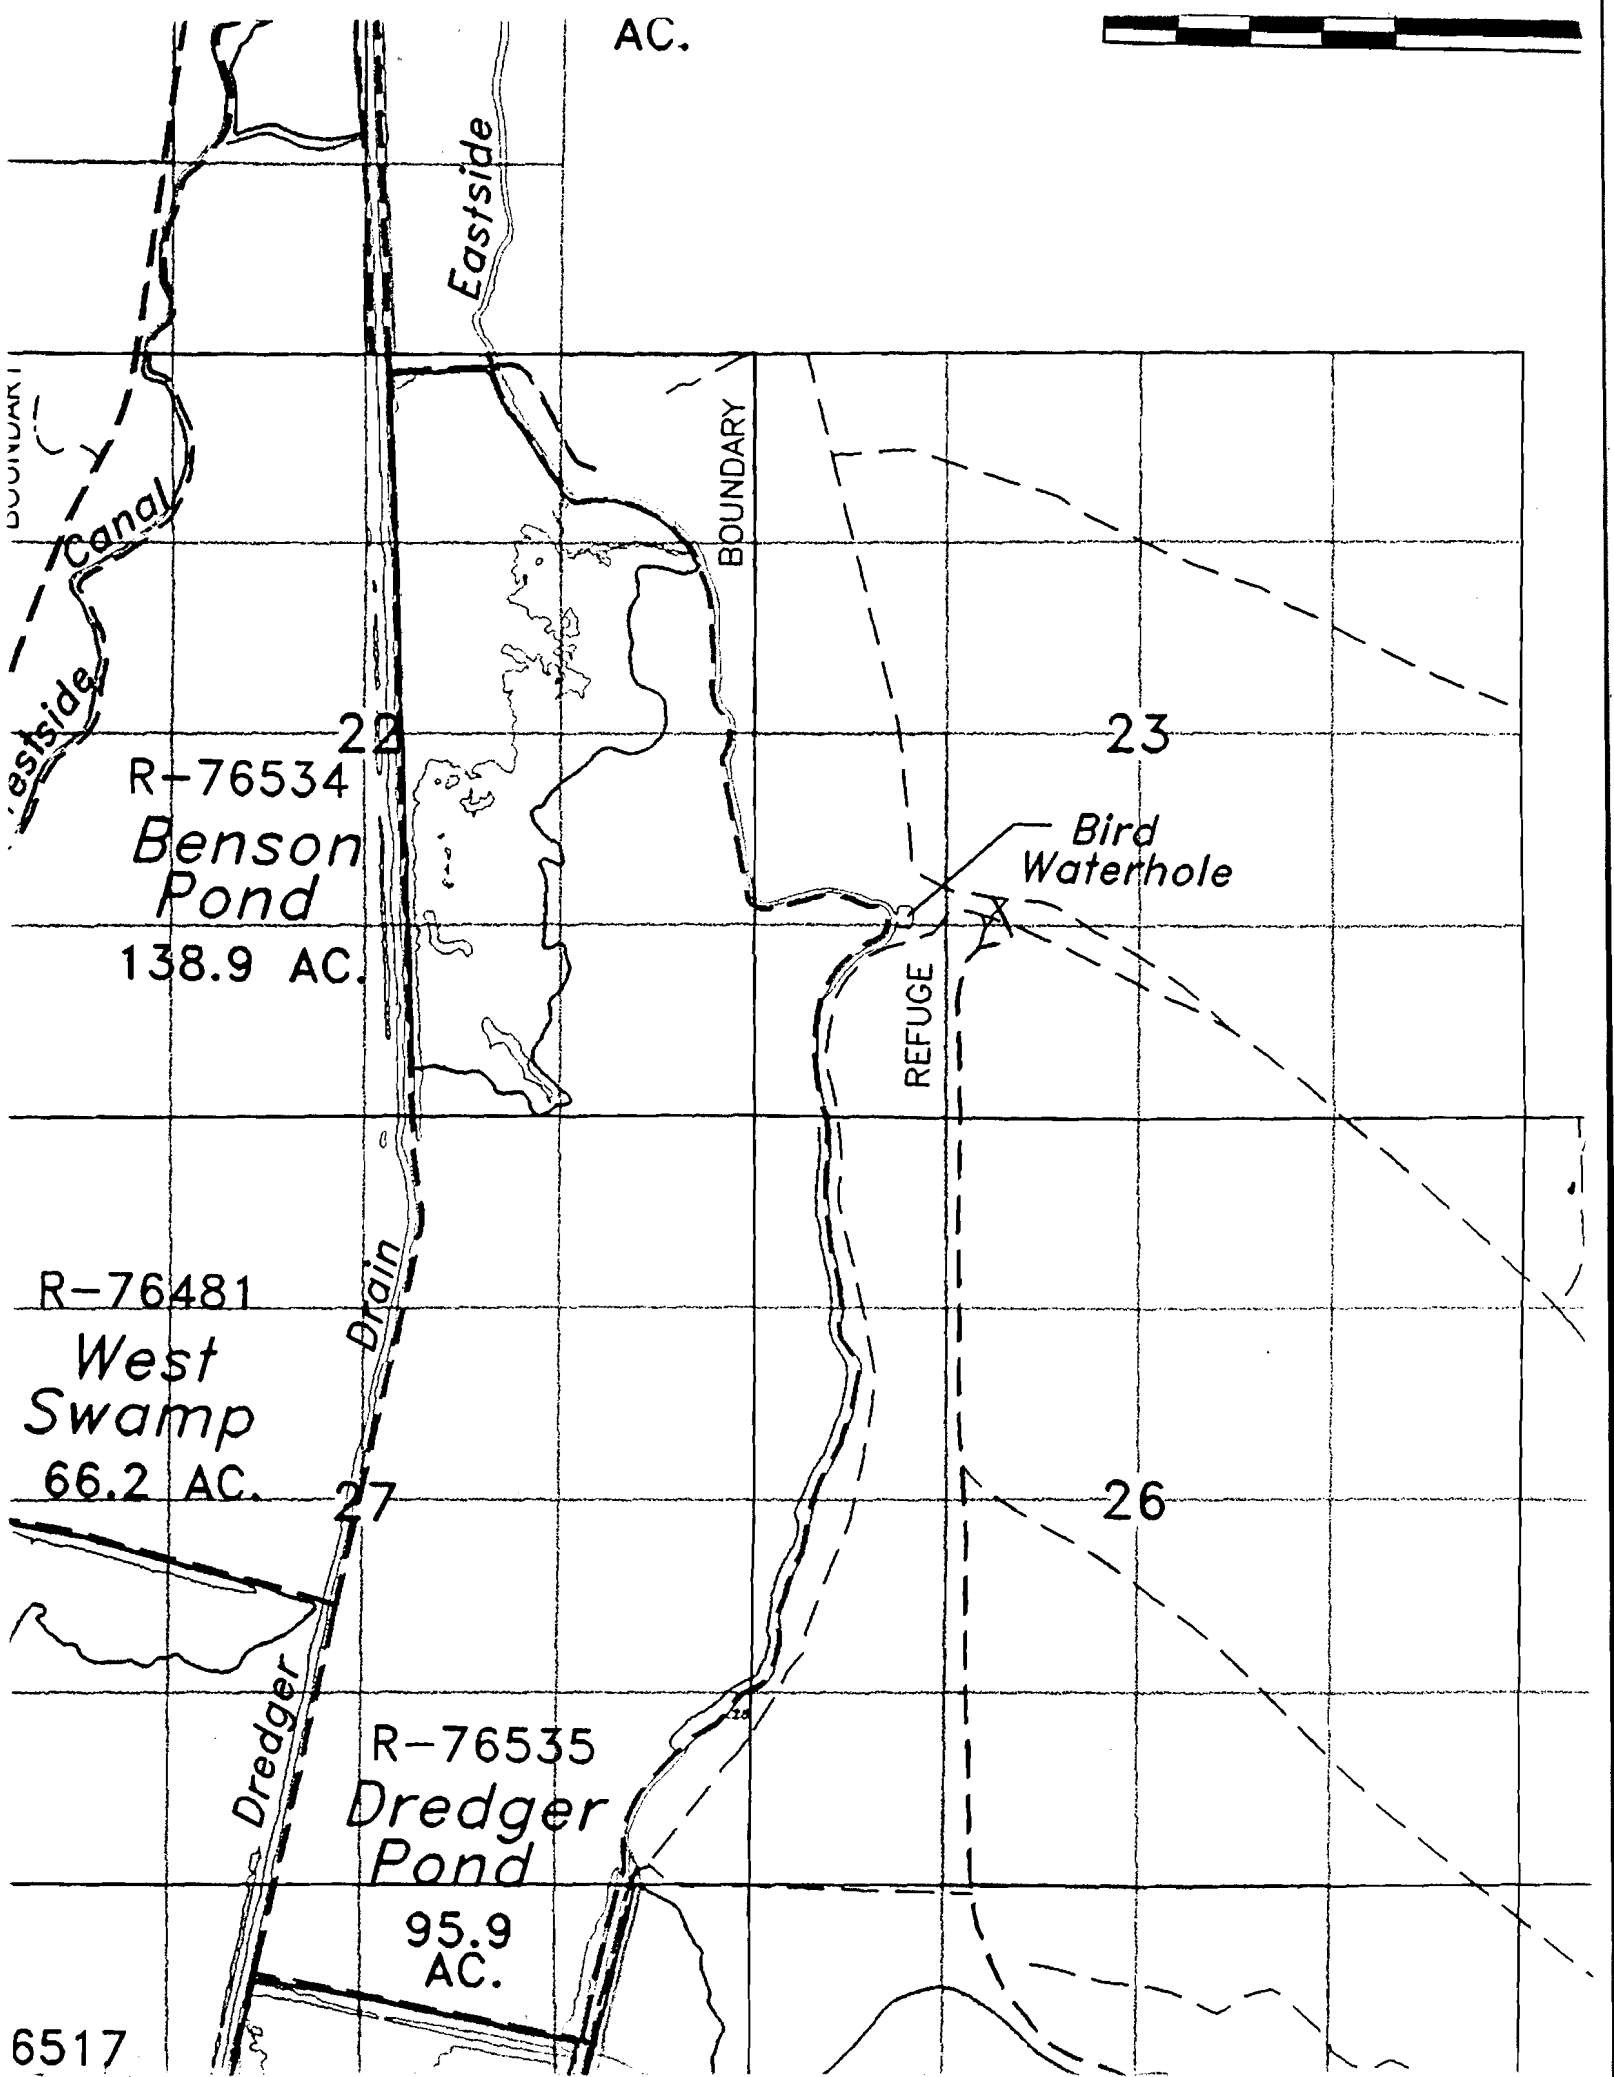 AC.
Eastside
BOUNDARY
BOUNDARY
Canal
22
23
R-76534
Benson
Pond
138.9 AC.
Bird
Waterhole
REFUGE
Drain
R-76481
West
Swamp
66.2 AC.
27
26
Dredger
R-76535
Dredger
Pond
95.9
AC.
6517